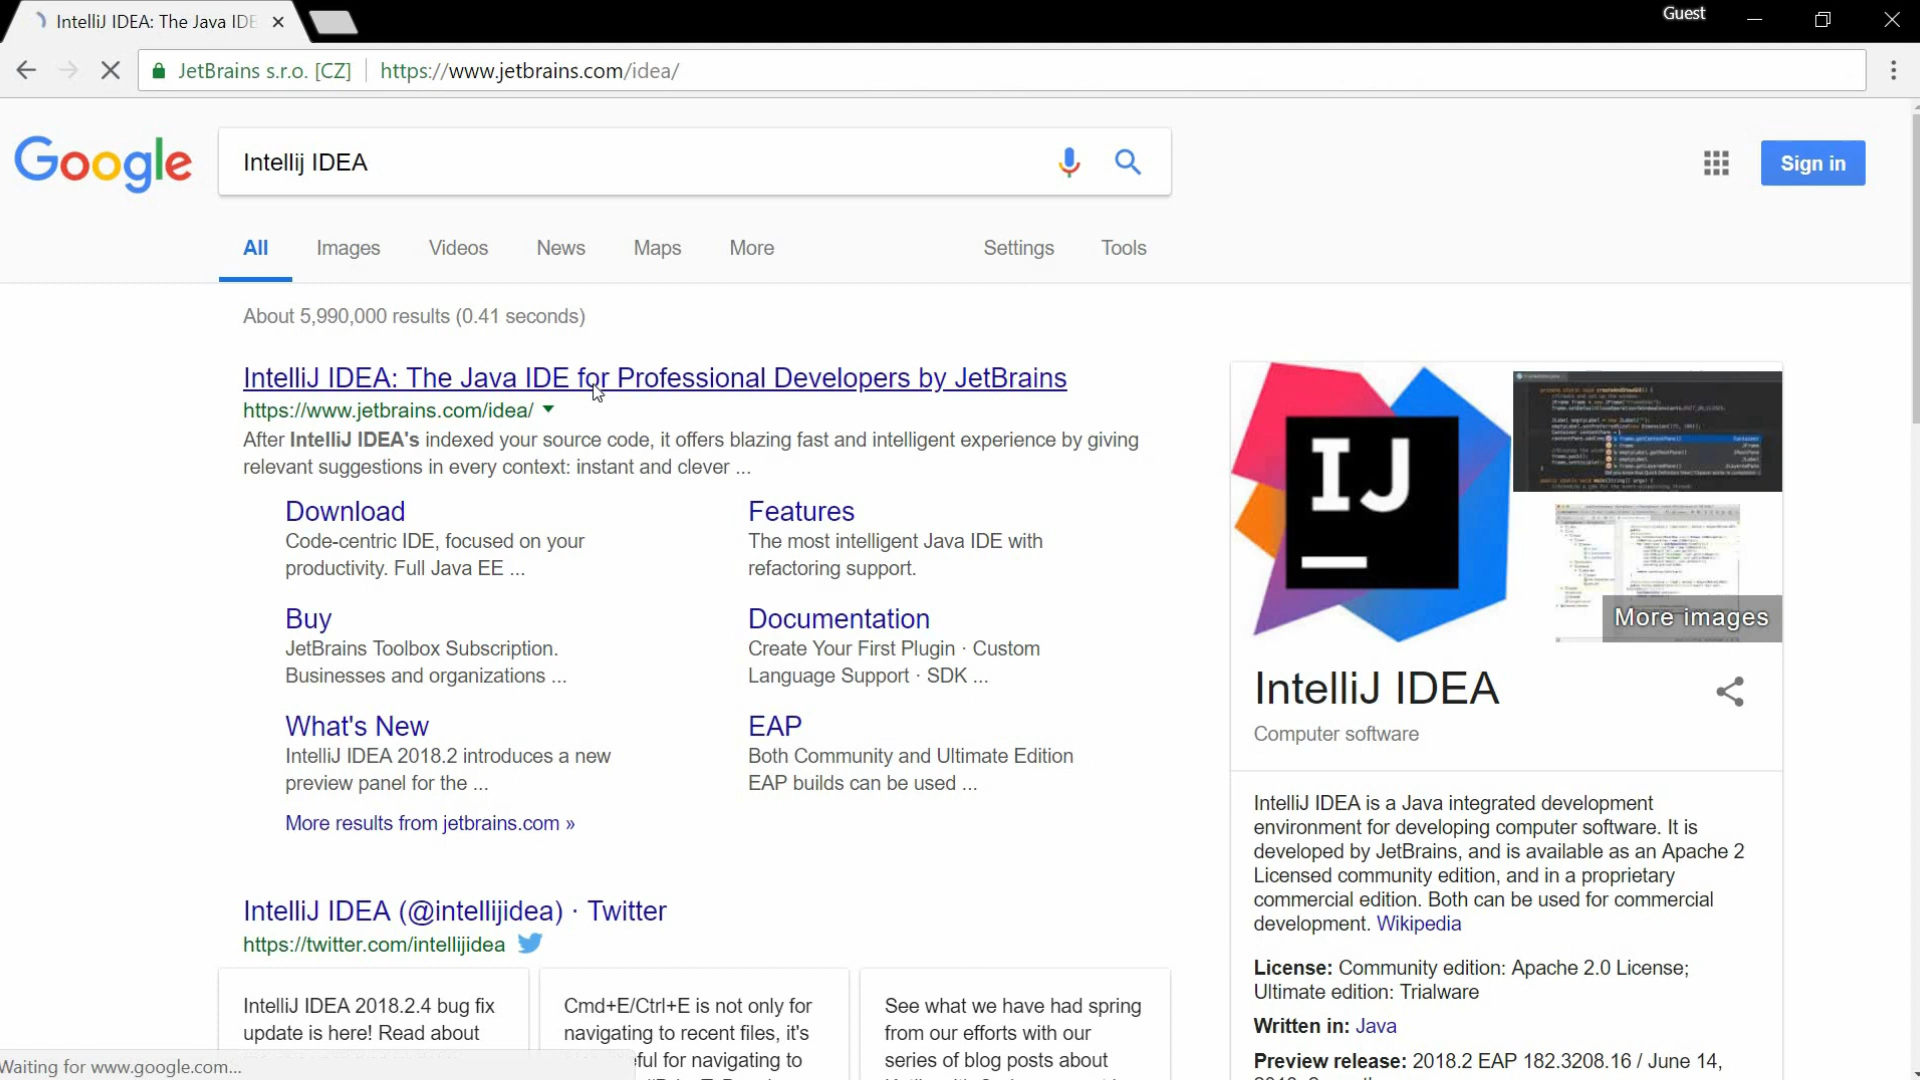 IntelliJ IDEA: The Java IDE
Guest
JetBrains s.r.o. [CZ]
https://www.jetbrains.com/idea/
Google
Intellij IDEA
Sign in
All
Images
Videos
News
Maps
More
Settings
Tools
About 5,990,000 results (0.41 seconds)
IntelliJ IDEA: The Java IDE for Professional Developers by JetBrains
https://www.jetbrains.com/idea/
After IntelliJ IDEA's indexed your source code, it offers blazing fast and intelligent experience by giving
relevant suggestions in every context: instant and clever ...
Download
Code-centric IDE, focused on your
productivity. Full Java EE ...
Features
The most intelligent Java IDE with
refactoring support.
Buy
JetBrains Toolbox Subscription.
Businesses and organizations ...
Documentation
Create Your First Plugin · Custom
Language Support · SDK ...
What's New
IntelliJ IDEA 2018.2 introduces a new
preview panel for the ...
EAP
Both Community and Ultimate Edition
EAP builds can be used ...
More results from jetbrains.com »
IntelliJ IDEA (@intellijidea) · Twitter
https://twitter.com/intellijidea
IntelliJ IDEA 2018.2.4 bug fix
update is here! Read about
Cmd+E/Ctrl+E is not only for
navigating to recent files, it's
for navigating to
See what we have had spring
from our efforts with our
series of blog posts about
Waiting for www.google.com...
IJ
More images
IntelliJ IDEA
Computer software
IntelliJ IDEA is a Java integrated development
environment for developing computer software. It is
developed by JetBrains, and is available as an Apache 2
Licensed community edition, and in a proprietary
commercial edition. Both can be used for commercial
development. Wikipedia
License: Community edition: Apache 2.0 License;
Ultimate edition: Trialware
Written in: Java
Preview release: 2018.2 EAP 182.3208.16 / June 14,